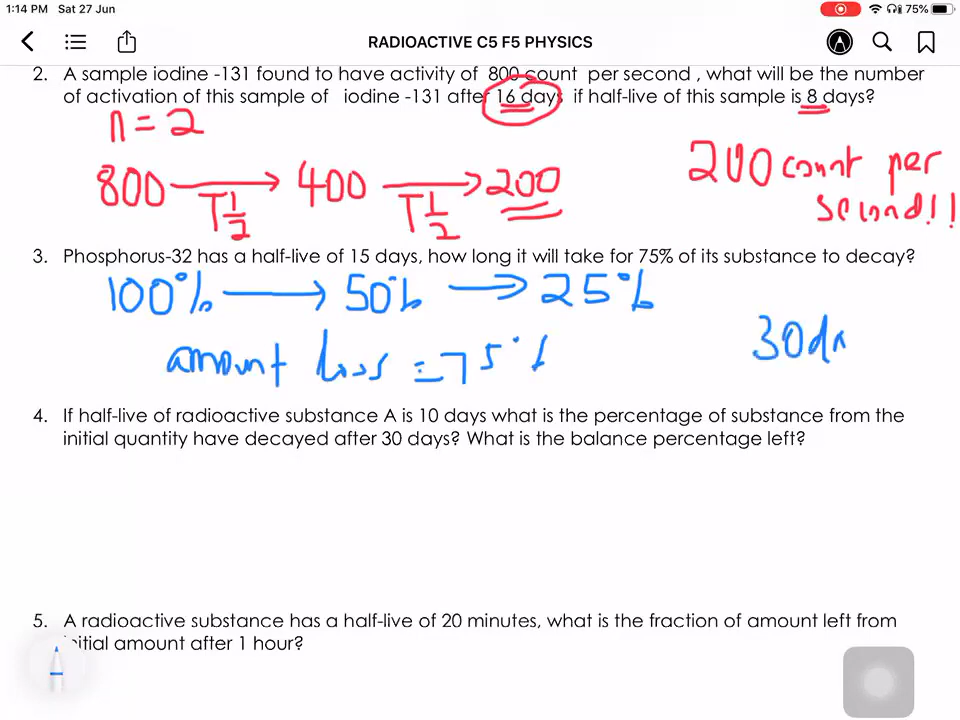 1:14 PM Sat 27 Jun 75%
RADIOACTIVE C5 F5 PHYSICS
2. A sample iodine -131 found to have activity of 800 count per second , what will be the number
of activation of this sample of iodine -131 after 16 days if half-live of this sample is 8 days?
n = 2
800 → 400 → 200
T1/2 T1/2
200 count per
second!!
3. Phosphorus-32 has a half-live of 15 days, how long it will take for 75% of its substance to decay?
100% → 50% → 25%
amount loss = 75%
30da
4. If half-live of radioactive substance A is 10 days what is the percentage of substance from the
initial quantity have decayed after 30 days? What is the balance percentage left?
5. A radioactive substance has a half-live of 20 minutes, what is the fraction of amount left from
initial amount after 1 hour?